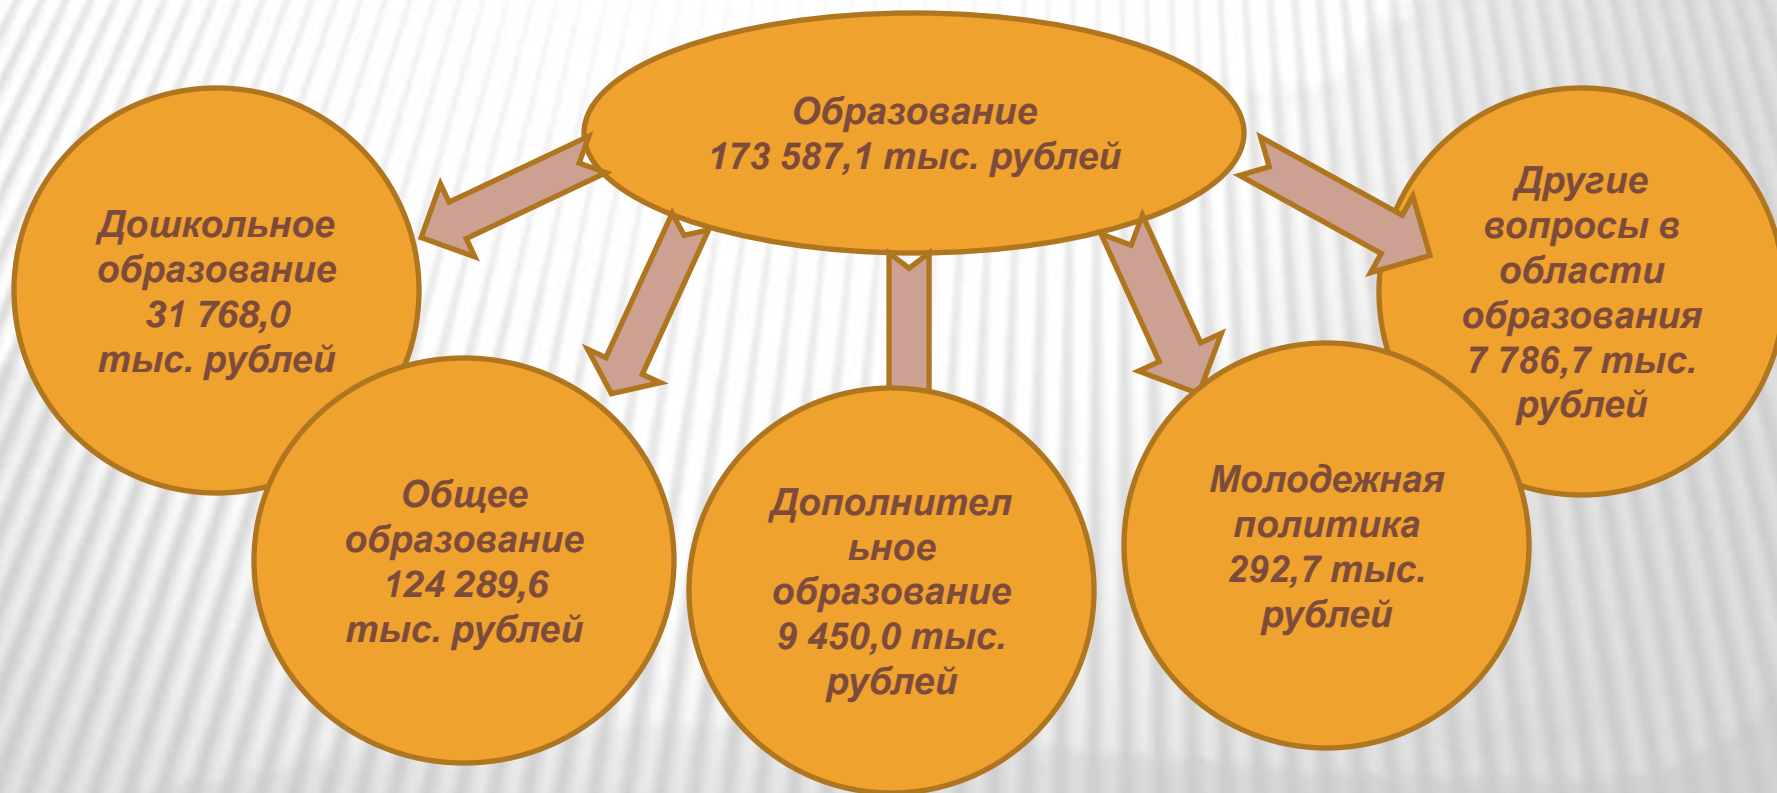 Образование
173 587,1 тыс. рублей
Дошкольное
образование
31 768,0
тыс. рублей
Общее
образование
124 289,6
тыс. рублей
Дополнител
ьное
образование
9 450,0 тыс.
рублей
Молодежная
политика
292,7 тыс.
рублей
Другие
вопросы в
области
образования
7 786,7 тыс.
рублей